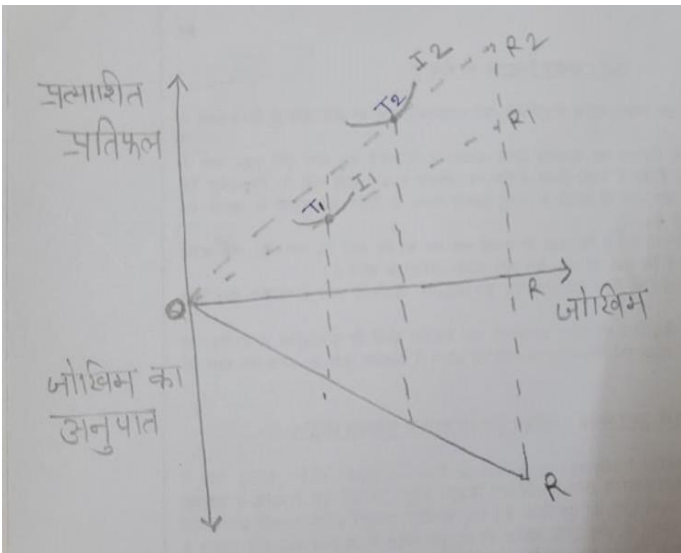 I2
R2
प्रत्याशित
प्रतिफल
T2
R1
I1
T1
R
जोखिम
O
जोखिम का
अनुपात
R